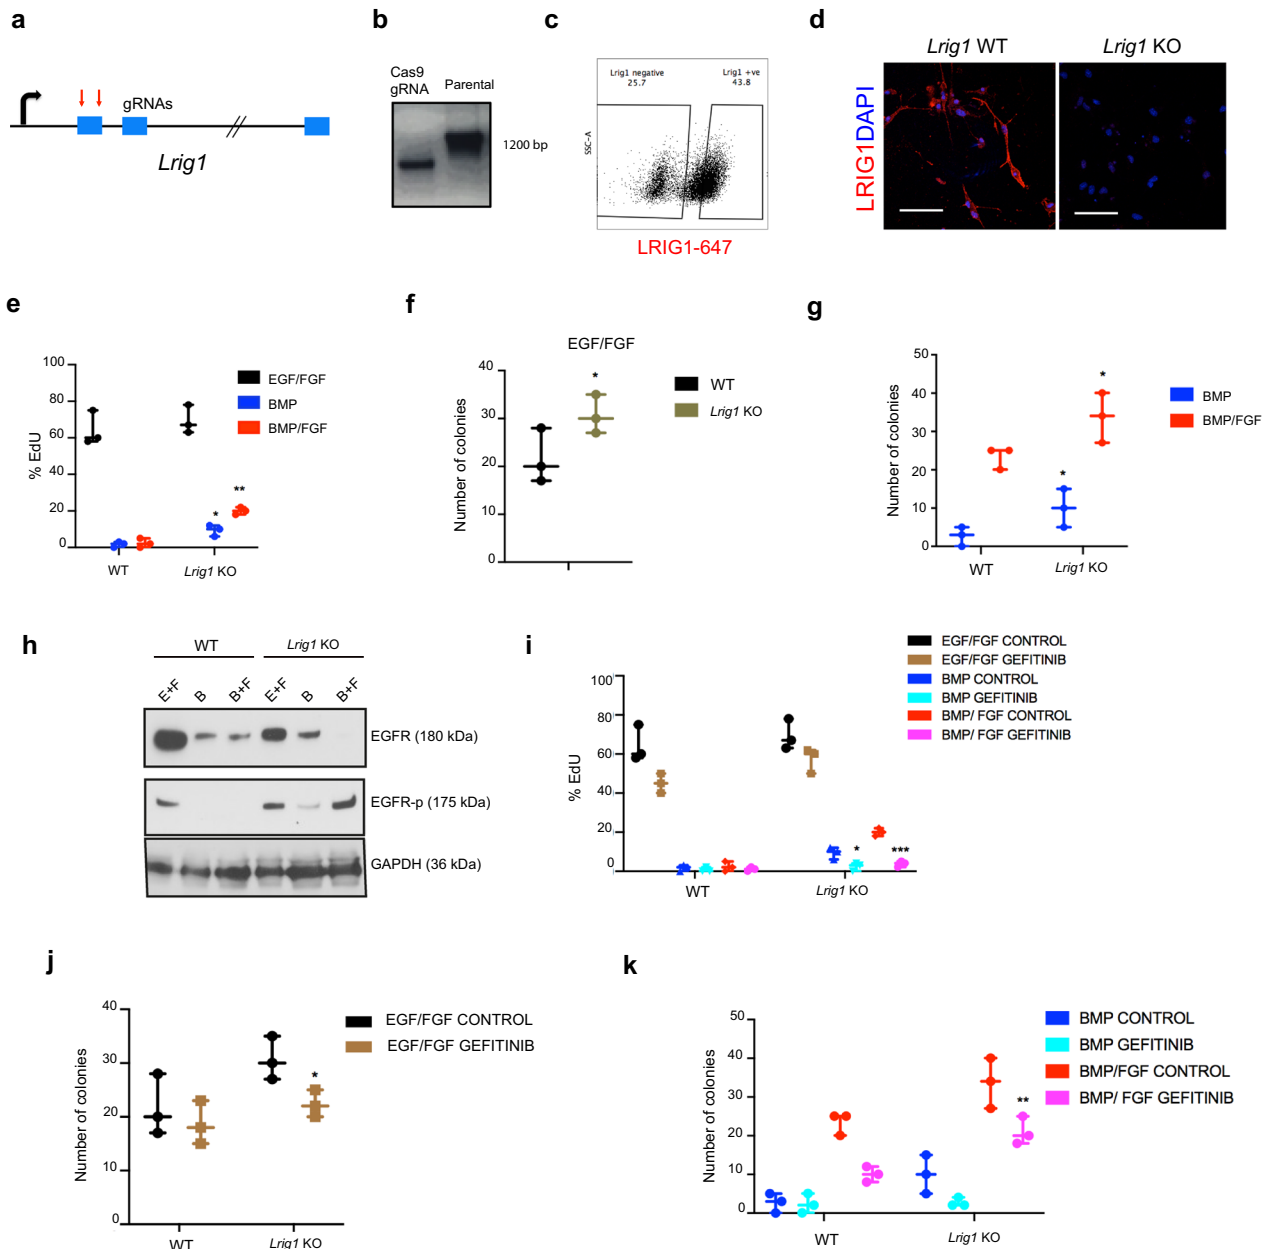 a
gRNAs
Lrig1
b
Cas9
gRNA
Parental
1200 bp
c
Lrig1 negative
25.7
Lrig1 +ve
43.8
SSC-A
LRIG1-647
d
Lrig1 WT
Lrig1 KO
LRIG1DAPI
e
% EdU
100
80
60
40
20
0
*
**
WT
Lrig1 KO
EGF/FGF
BMP
BMP/FGF
f
EGF/FGF
Number of colonies
40
30
20
10
0
*
WT
Lrig1 KO
g
Number of colonies
50
40
30
20
10
0
*
*
WT
Lrig1 KO
BMP
BMP/FGF
h
WT
Lrig1 KO
E+F
B
B+F
E+F
B
B+F
EGFR (180 kDa)
EGFR-p (175 kDa)
GAPDH (36 kDa)
i
% EdU
100
80
60
40
20
0
*
***
WT
Lrig1 KO
EGF/FGF CONTROL
EGF/FGF GEFITINIB
BMP CONTROL
BMP GEFITINIB
BMP/ FGF CONTROL
BMP/ FGF GEFITINIB
j
Number of colonies
40
30
20
10
0
*
WT
Lrig1 KO
EGF/FGF CONTROL
EGF/FGF GEFITINIB
k
Number of colonies
50
40
30
20
10
0
**
WT
Lrig1 KO
BMP CONTROL
BMP GEFITINIB
BMP/FGF CONTROL
BMP/ FGF GEFITINIB